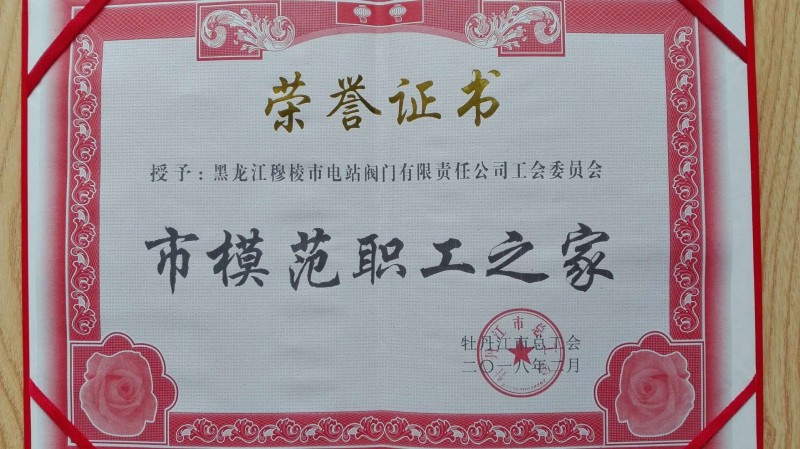 荣誉证书
授予：黑龙江穆棱市电站阀门有限责任公司工会委员会
市模范职工之家
牡丹江市总工会
二〇一八年二月